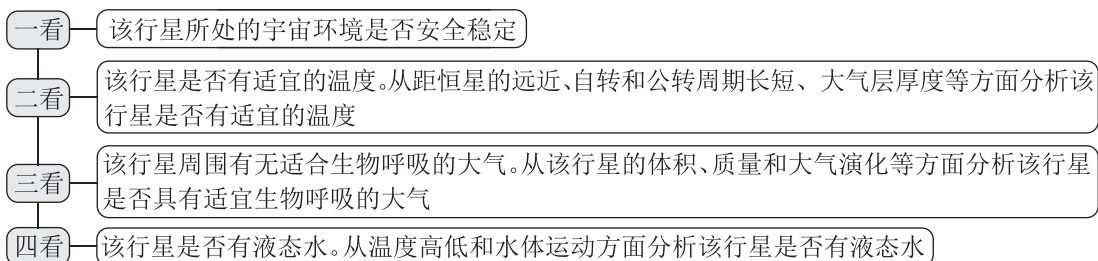 一看 该行星所处的宇宙环境是否安全稳定
二看 该行星是否有适宜的温度。从距恒星的远近、自转和公转周期长短、大气层厚度等方面分析该
行星是否有适宜的温度
三看 该行星周围有无适合生物呼吸的大气。从该行星的体积、质量和大气演化等方面分析该行星
是否具有适宜生物呼吸的大气
四看 该行星是否有液态水。从温度高低和水体运动方面分析该行星是否有液态水